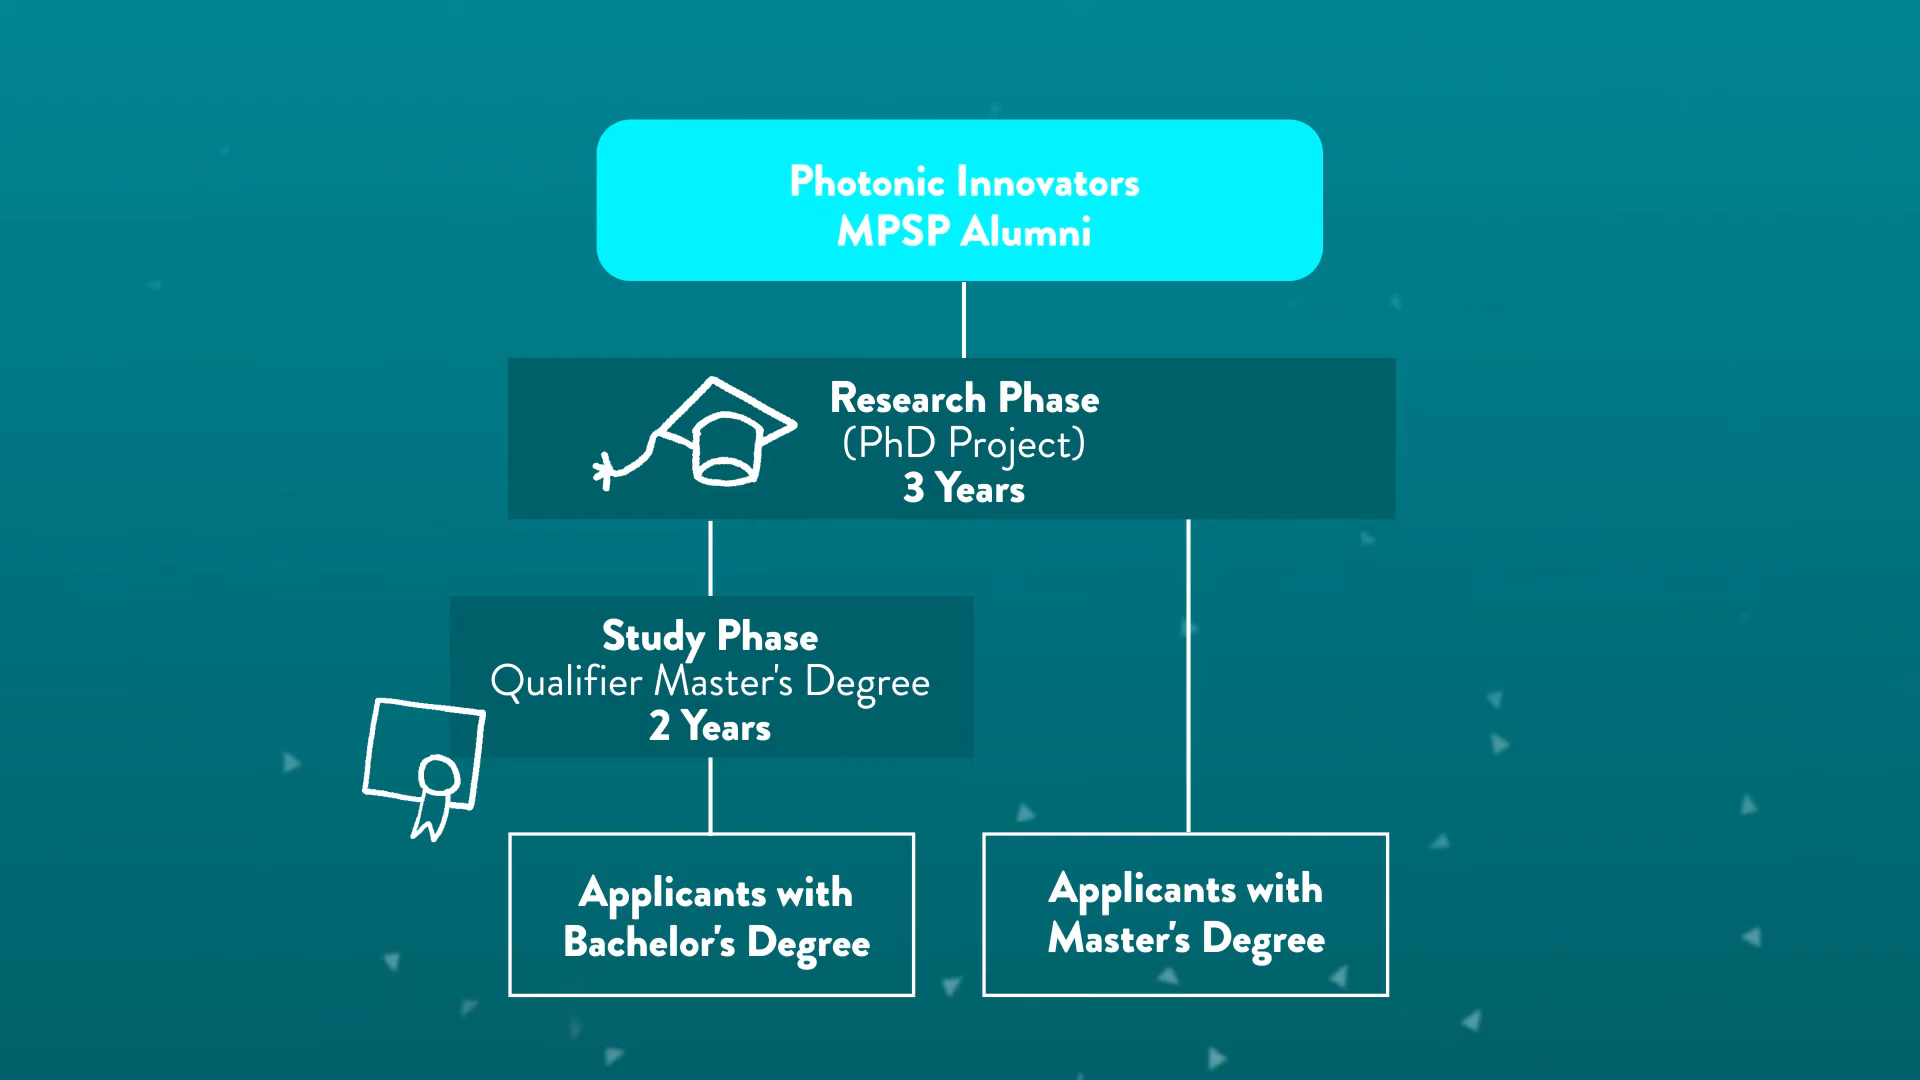 Photonic Innovators
MPSP Alumni
Research Phase
(PhD Project)
3 Years
Study Phase
Qualifier Master's Degree
2 Years
Applicants with
Bachelor's Degree
Applicants with
Master's Degree